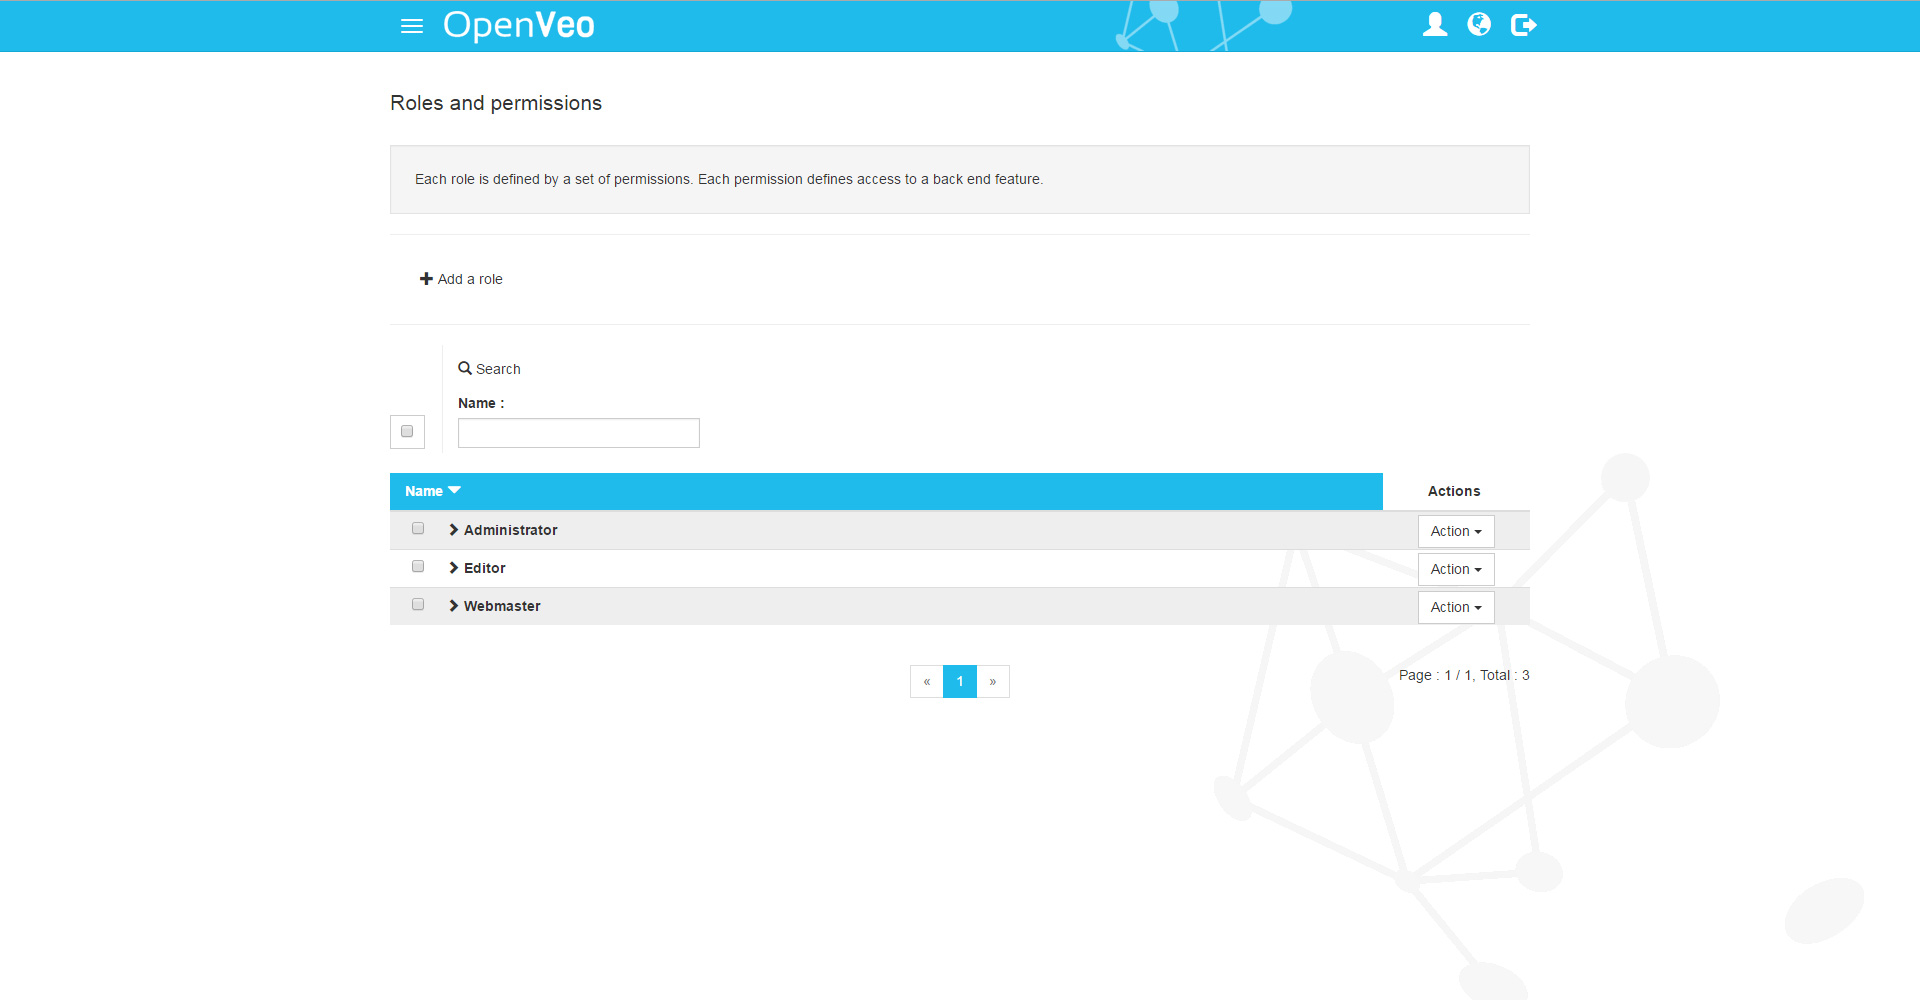 OpenVeo
Roles and permissions
Each role is defined by a set of permissions. Each permission defines access to a back end feature.
Add a role
Search
Name :
Name Actions
Administrator Action
Editor Action
Webmaster Action
« 1 » Page : 1 / 1, Total : 3